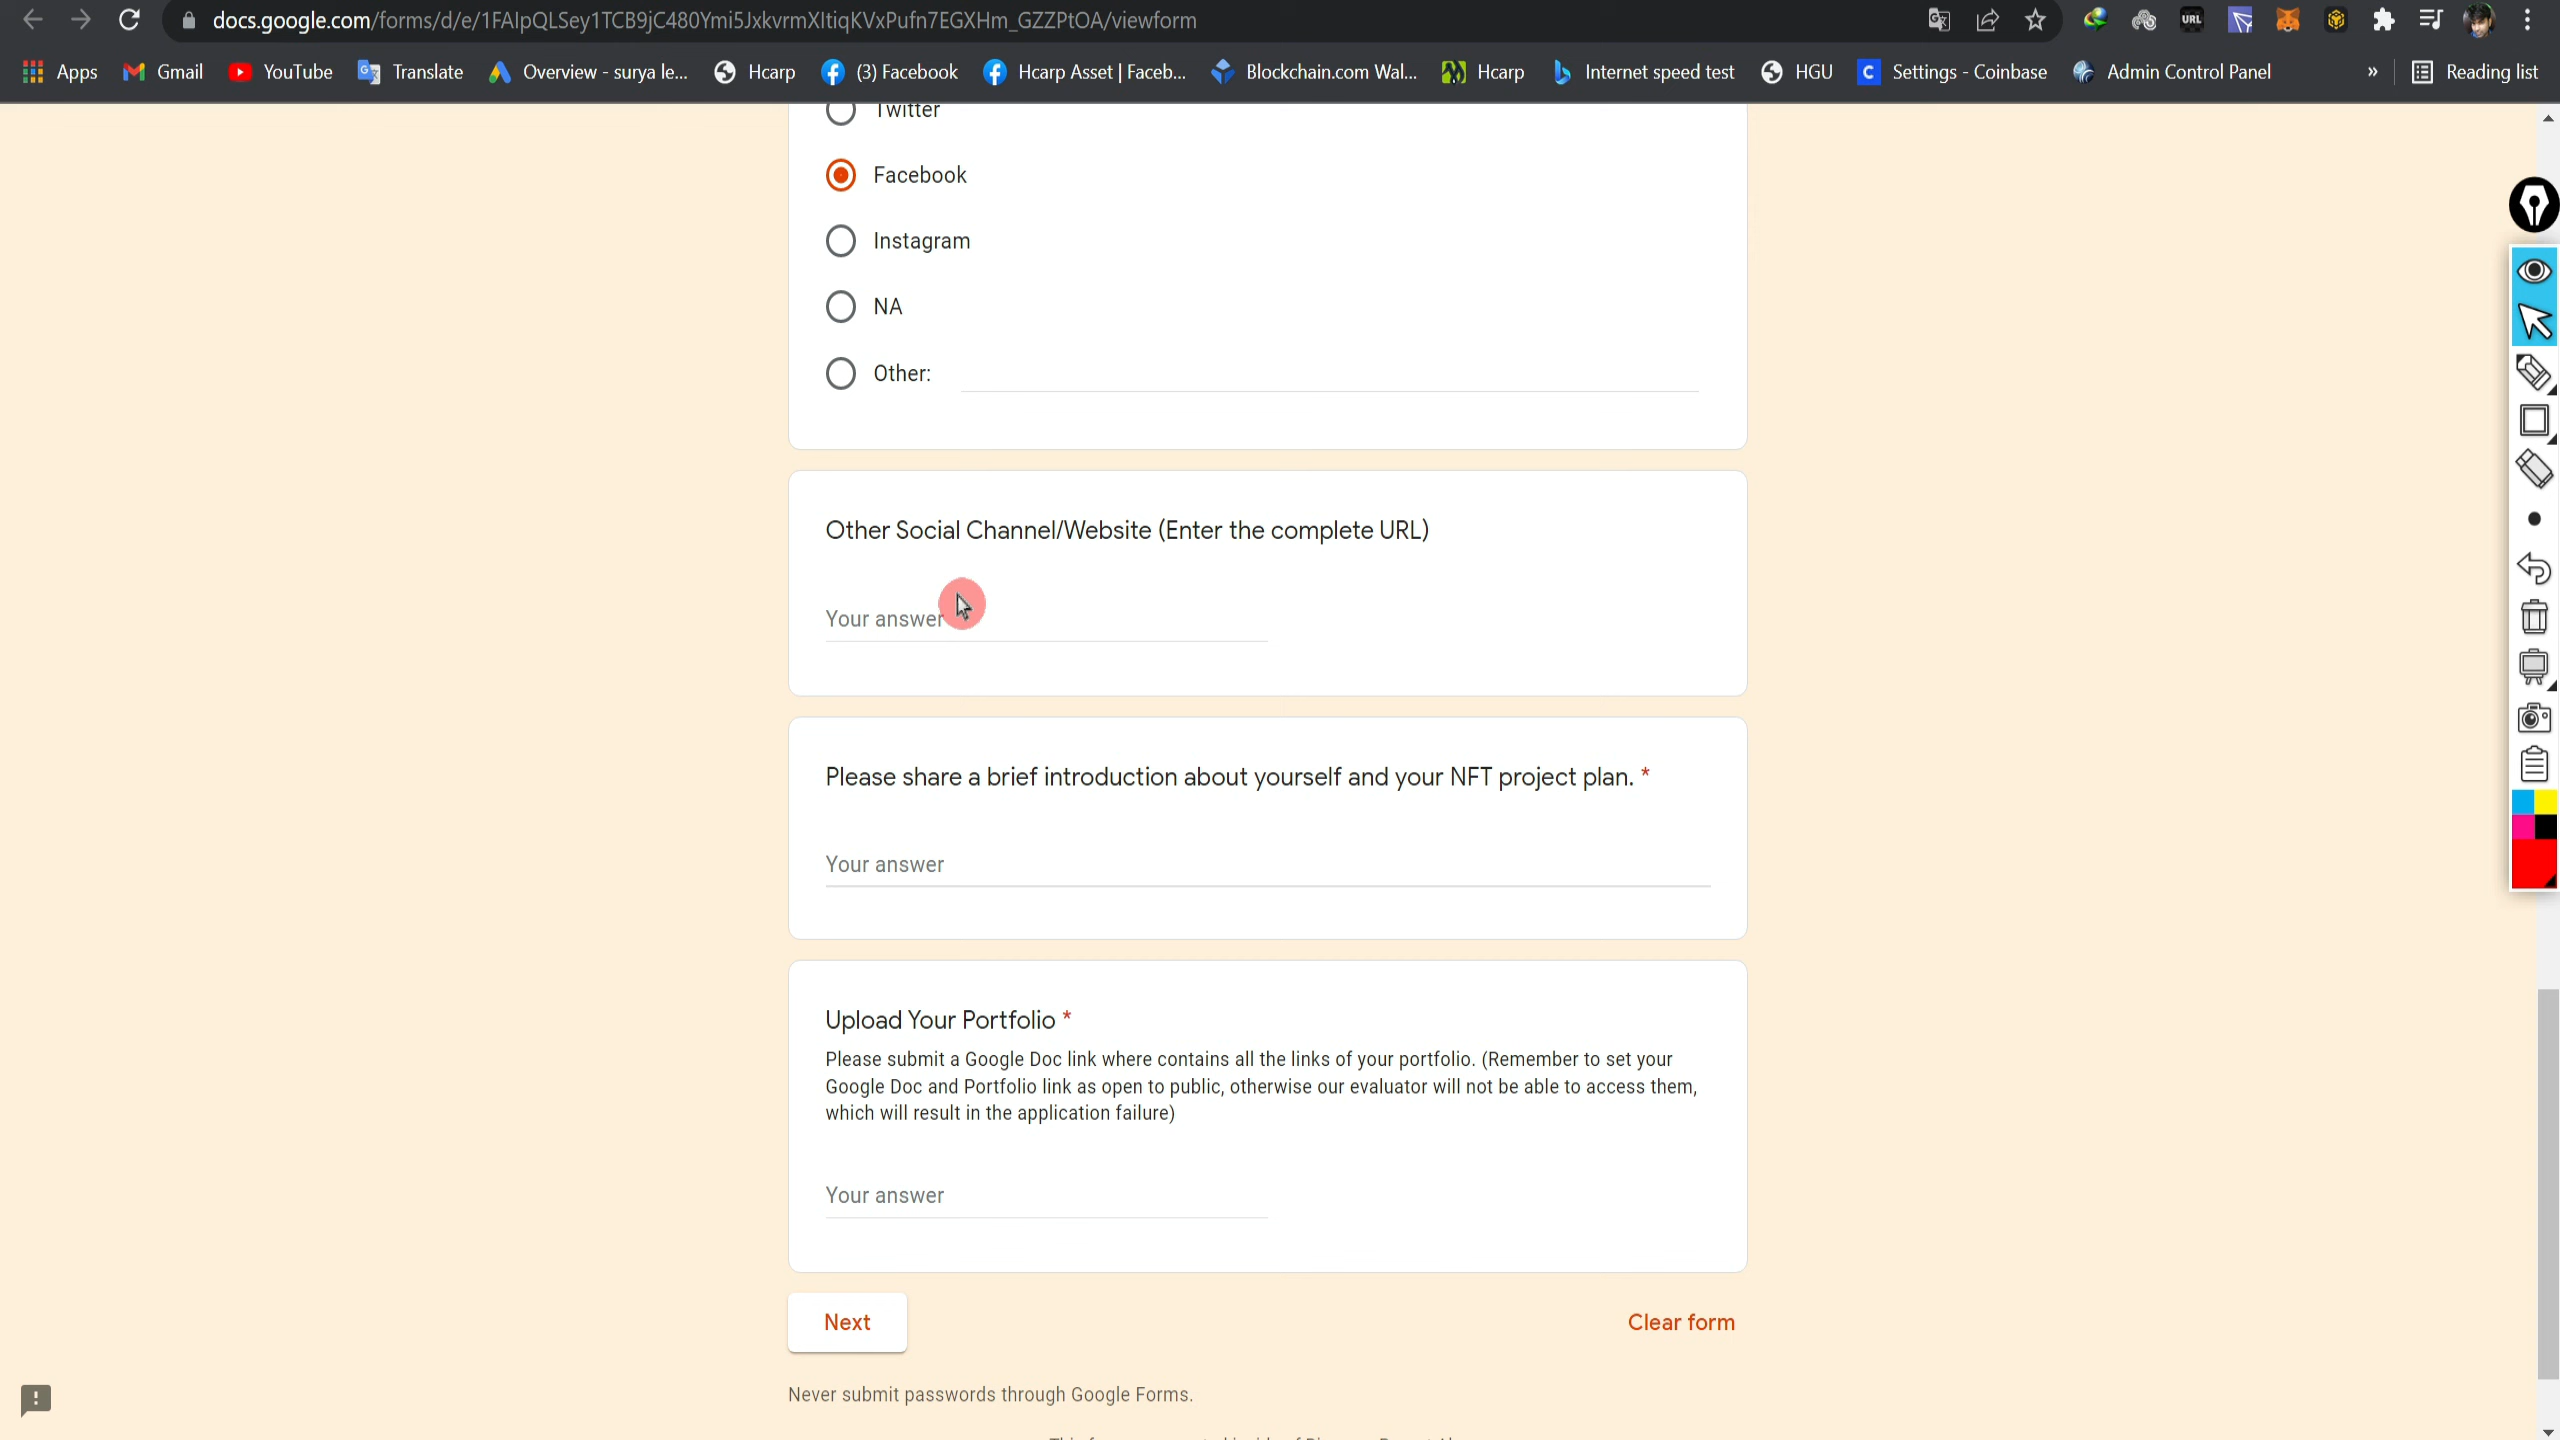 docs.google.com/forms/d/e/1FAIpQLSey1TCB9jC480Ymi5JxkvrmXItiqKVxPufn7EGXHm_GZZPtOA/viewform
URL
Apps Gmail YouTube Translate Overview - surya le... Hcarp (3) Facebook Hcarp Asset | Faceb... Blockchain.com Wal... Hcarp Internet speed test HGU Settings - Coinbase Admin Control Panel » Reading list
Twitter
Facebook
Instagram
NA
Other:
Other Social Channel/Website (Enter the complete URL)
Your answer
Please share a brief introduction about yourself and your NFT project plan. *
Your answer
Upload Your Portfolio *
Please submit a Google Doc link where contains all the links of your portfolio. (Remember to set your
Google Doc and Portfolio link as open to public, otherwise our evaluator will not be able to access them,
which will result in the application failure)
Your answer
Next Clear form
Never submit passwords through Google Forms.